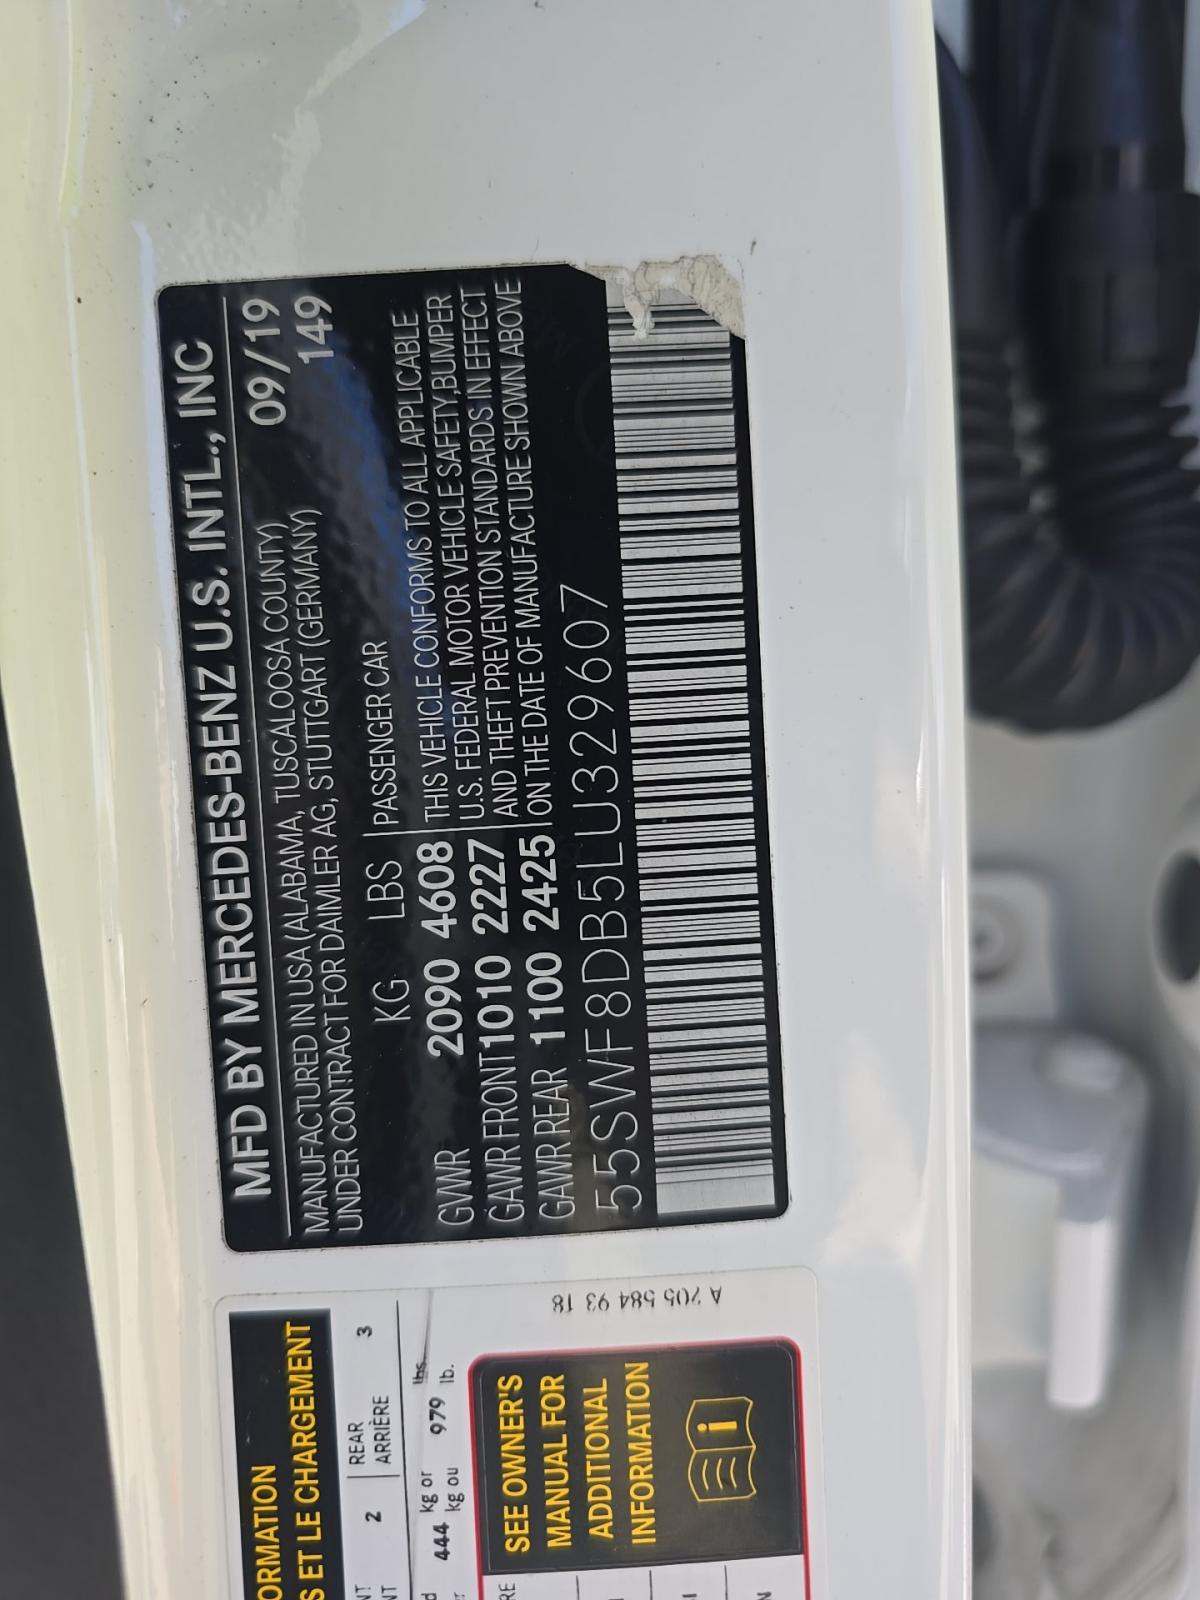 MFD BY MERCEDES-BENZ U.S. INTL., INC
MANUFACTURED IN USA (ALABAMA, TUSCALOOSA COUNTY) 09/19
UNDER CONTRACT FOR DAIMLER AG, STUTTGART (GERMANY) 149
KG LBS PASSENGER CAR
GVWR 2090 4608 THIS VEHICLE CONFORMS TO ALL APPLICABLE
U.S. FEDERAL MOTOR VEHICLE SAFETY,BUMPER
GAWR FRONT 1010 2227 AND THEFT PREVENTION STANDARDS IN EFFECT
GAWR REAR 1100 2425 ON THE DATE OF MANUFACTURE SHOWN ABOVE
55SWF8DB5LU329607
A 205 584 93 18
ORMATION
S ET LE CHARGEMENT
2 REAR 3
ARRIÈRE
444 kg or 979 lbs.
kg ou lb.
SEE OWNER'S
MANUAL FOR
ADDITIONAL
INFORMATION